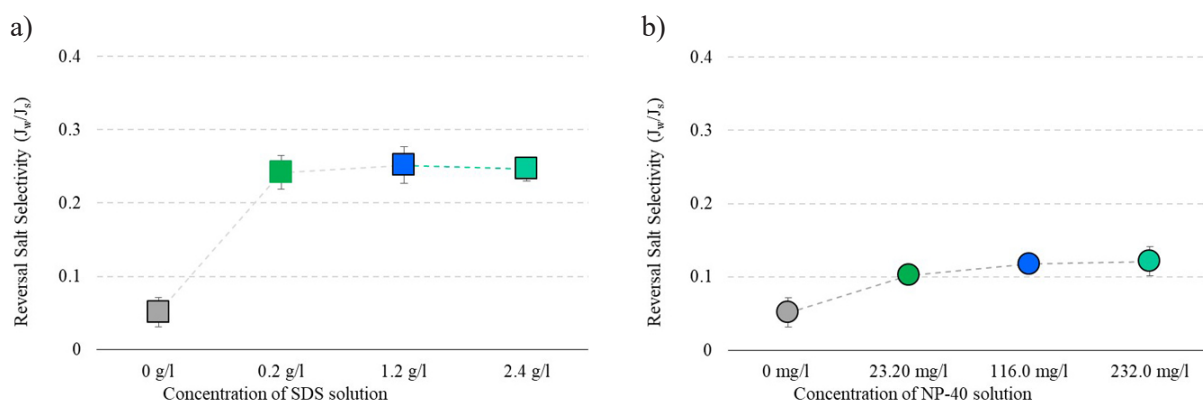 a)
Reversal Salt Selectivity (Jw/Js)
0.4
0.3
0.2
0.1
0
0 g/l 0.2 g/l 1.2 g/l 2.4 g/l
Concentration of SDS solution
b)
Reversal Salt Selectivity (Jw/Js)
0.4
0.3
0.2
0.1
0
0 mg/l 23.20 mg/l 116.0 mg/l 232.0 mg/l
Concentration of NP-40 solution